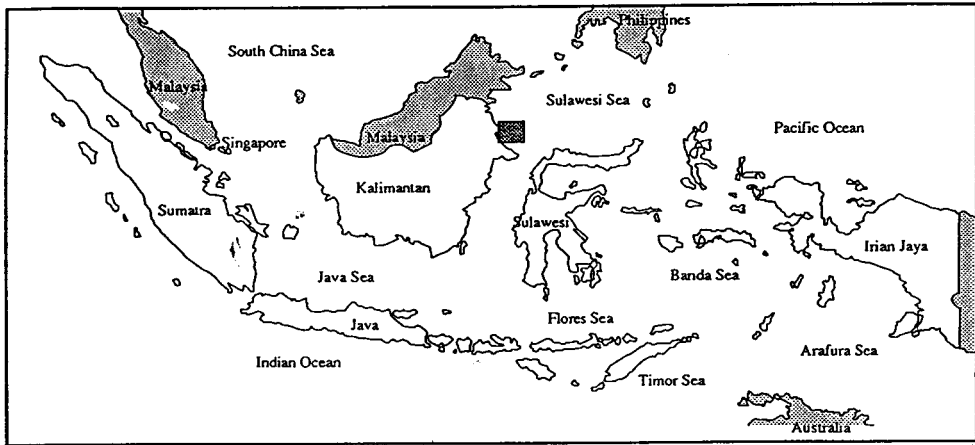 Philippines
South China Sea
Malaysia
Sulawesi Sea
Singapore
Malaysia
Pacific Ocean
Kalimantan
Sumatra
Sulawesi
Irian Jaya
Java Sea
Banda Sea
Java
Flores Sea
Indian Ocean
Arafura Sea
Timor Sea
Australia